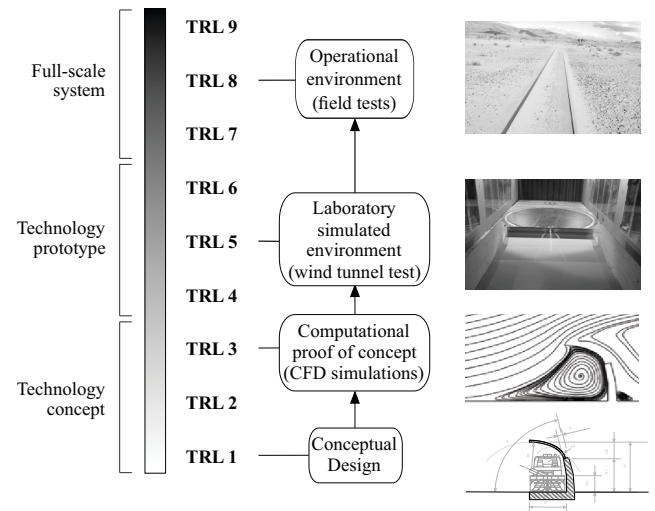 Full-scale
system
Technology
prototype
Technology
concept
TRL 9
TRL 8
TRL 7
TRL 6
TRL 5
TRL 4
TRL 3
TRL 2
TRL 1
Operational
environment
(field tests)
Laboratory
simulated
environment
(wind tunnel test)
Computational
proof of concept
(CFD simulations)
Conceptual
Design